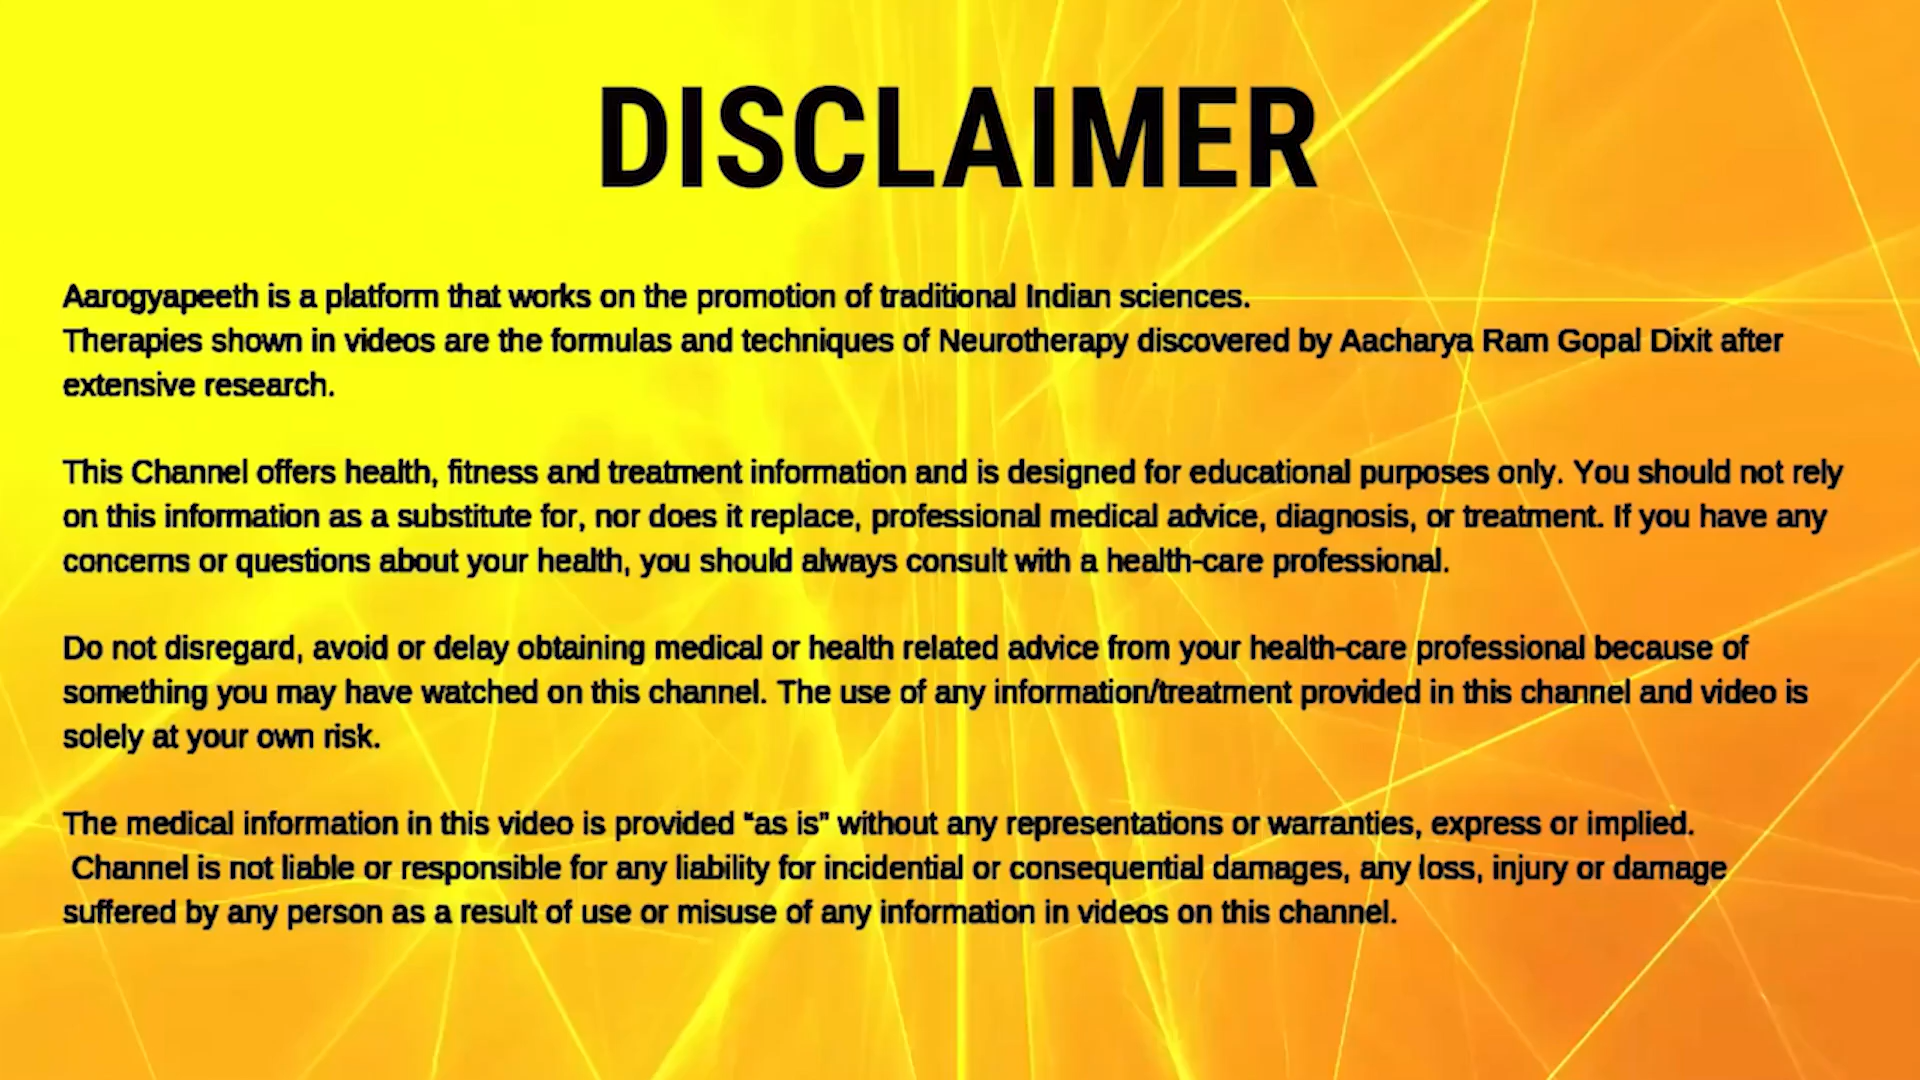 DISCLAIMER
Aarogyapeeth is a platform that works on the promotion of traditional Indian sciences.
Therapies shown in videos are the formulas and techniques of Neurotherapy discovered by Aacharya Ram Gopal Dixit after
extensive research.
This Channel offers health, fitness and treatment information and is designed for educational purposes only. You should not rely
on this information as a substitute for, nor does it replace, professional medical advice, diagnosis, or treatment. If you have any
concerns or questions about your health, you should always consult with a health-care professional.
Do not disregard, avoid or delay obtaining medical or health related advice from your health-care professional because of
something you may have watched on this channel. The use of any information/treatment provided in this channel and video is
solely at your own risk.
The medical information in this video is provided “as is” without any representations or warranties, express or implied.
Channel is not liable or responsible for any liability for incidential or consequential damages, any loss, injury or damage
suffered by any person as a result of use or misuse of any information in videos on this channel.